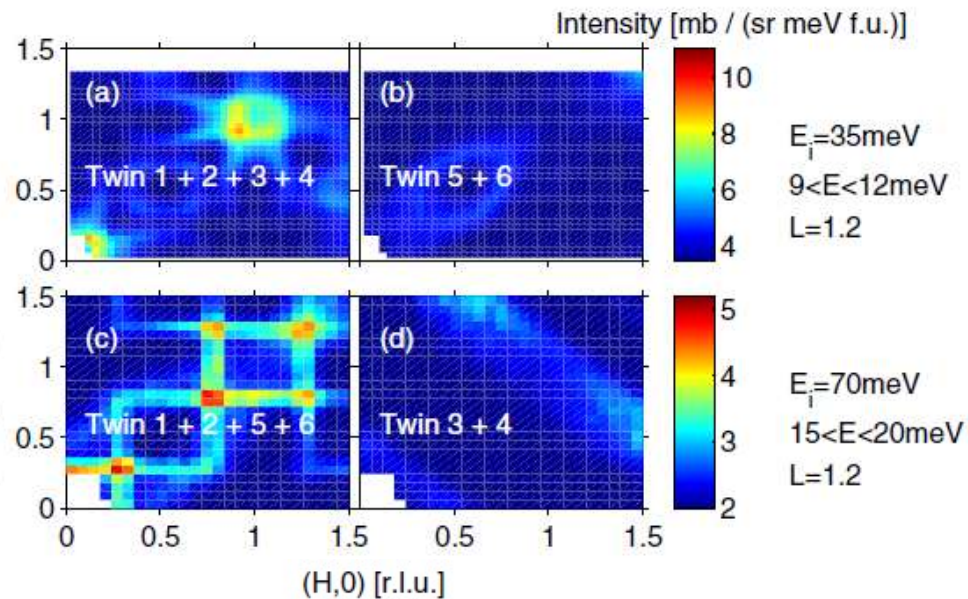 Intensity [mb / (sr meV f.u.)]
1.5
1
0.5
0
(a)
Twin 1 + 2 + 3 + 4
(b)
Twin 5 + 6
10
8
6
4
E_i=35meV
9<E<12meV
L=1.2
1.5
1
0.5
0
(c)
Twin 1 + 2 + 5 + 6
(d)
Twin 3 + 4
5
4
3
2
E_i=70meV
15<E<20meV
L=1.2
0 0.5 1 1.5 0.5 1 1.5
(H,0) [r.l.u.]